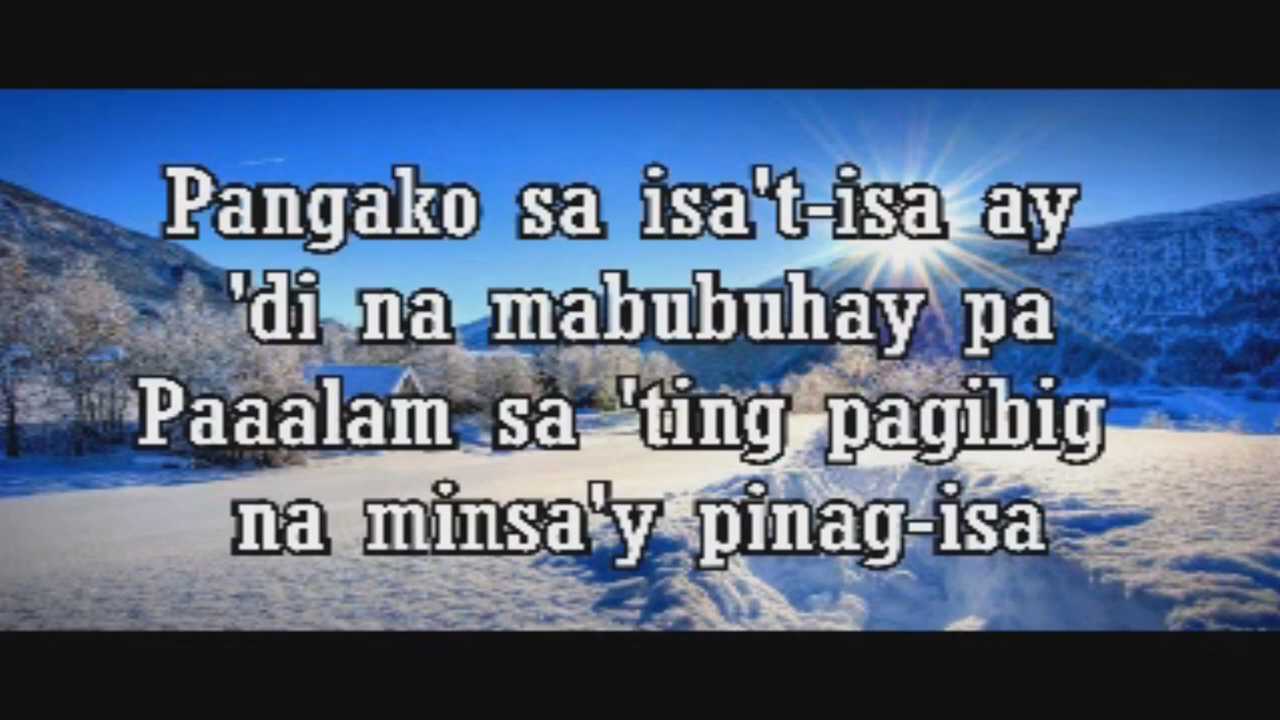 Pangako sa isa't-isa ay
'di na mabubuhay pa
Paaalam sa 'ting pagibig
na minsa'y pinag-isa